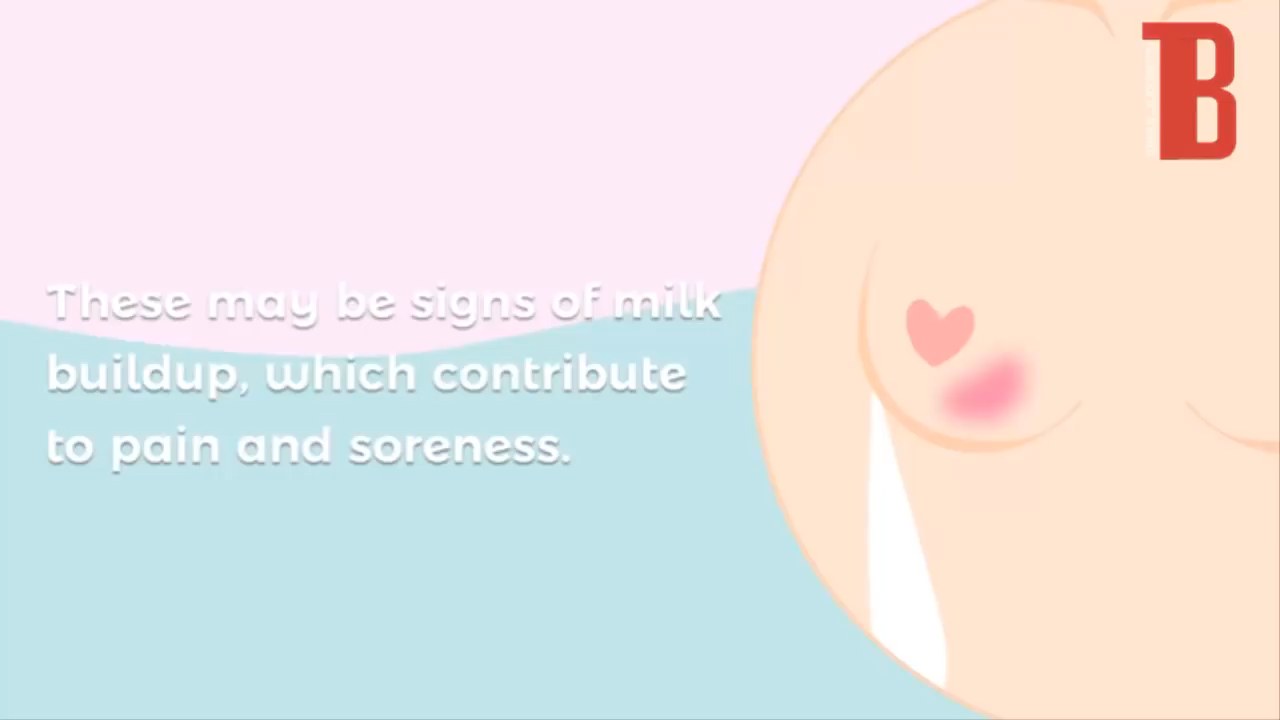 B
These may be signs of milk
buildup, which contribute
to pain and soreness.